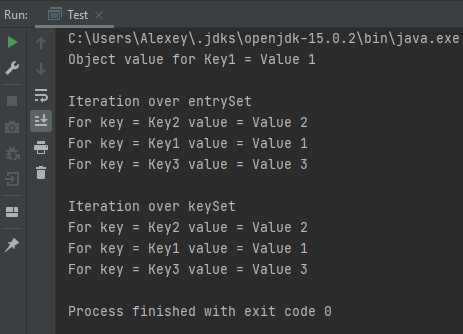 Run:
Test
C:\Users\Alexey\.jdks\openjdk-15.0.2\bin\java.exe
Object value for Key1 = Value 1
Iteration over entrySet
For key = Key2 value = Value 2
For key = Key1 value = Value 1
For key = Key3 value = Value 3
Iteration over keySet
For key = Key2 value = Value 2
For key = Key1 value = Value 1
For key = Key3 value = Value 3
Process finished with exit code 0